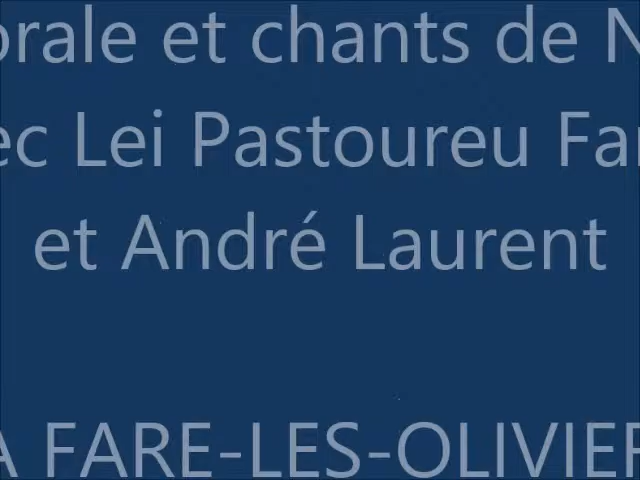 orale et chants de N
ec Lei Pastoureu Fa
et André Laurent
A FARE-LES-OLIVIER